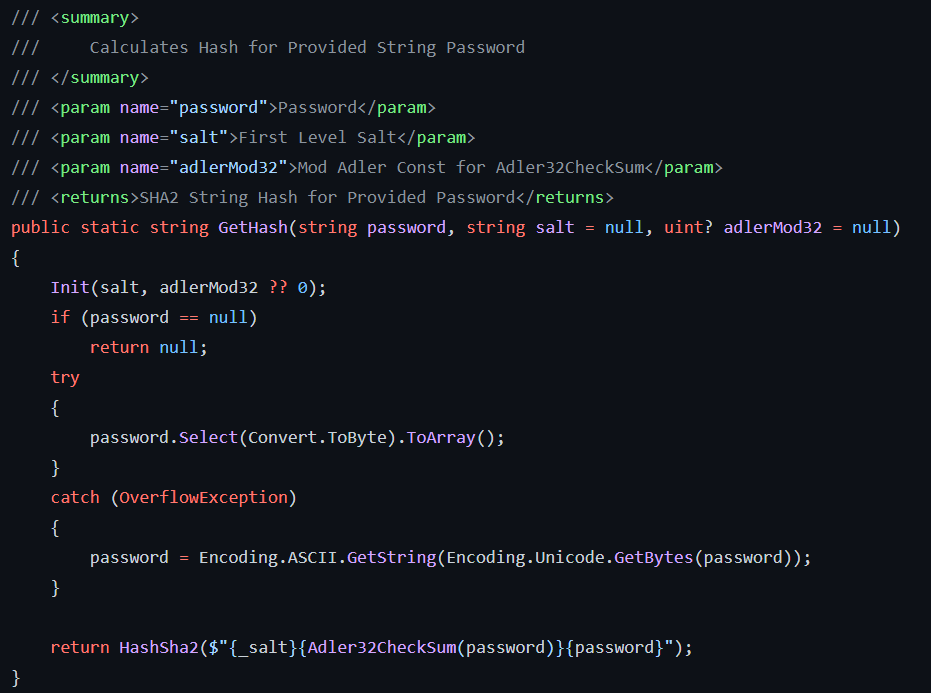 /// <summary>
///     Calculates Hash for Provided String Password
/// </summary>
/// <param name="password">Password</param>
/// <param name="salt">First Level Salt</param>
/// <param name="adlerMod32">Mod Adler Const for Adler32CheckSum</param>
/// <returns>SHA2 String Hash for Provided Password</returns>
public static string GetHash(string password, string salt = null, uint? adlerMod32 = null)
{
    Init(salt, adlerMod32 ?? 0);
    if (password == null)
        return null;
    try
    {
        password.Select(Convert.ToByte).ToArray();
    }
    catch (OverflowException)
    {
        password = Encoding.ASCII.GetString(Encoding.Unicode.GetBytes(password));
    }

    return HashSha2($"{_salt}{Adler32CheckSum(password)}{password}");
}